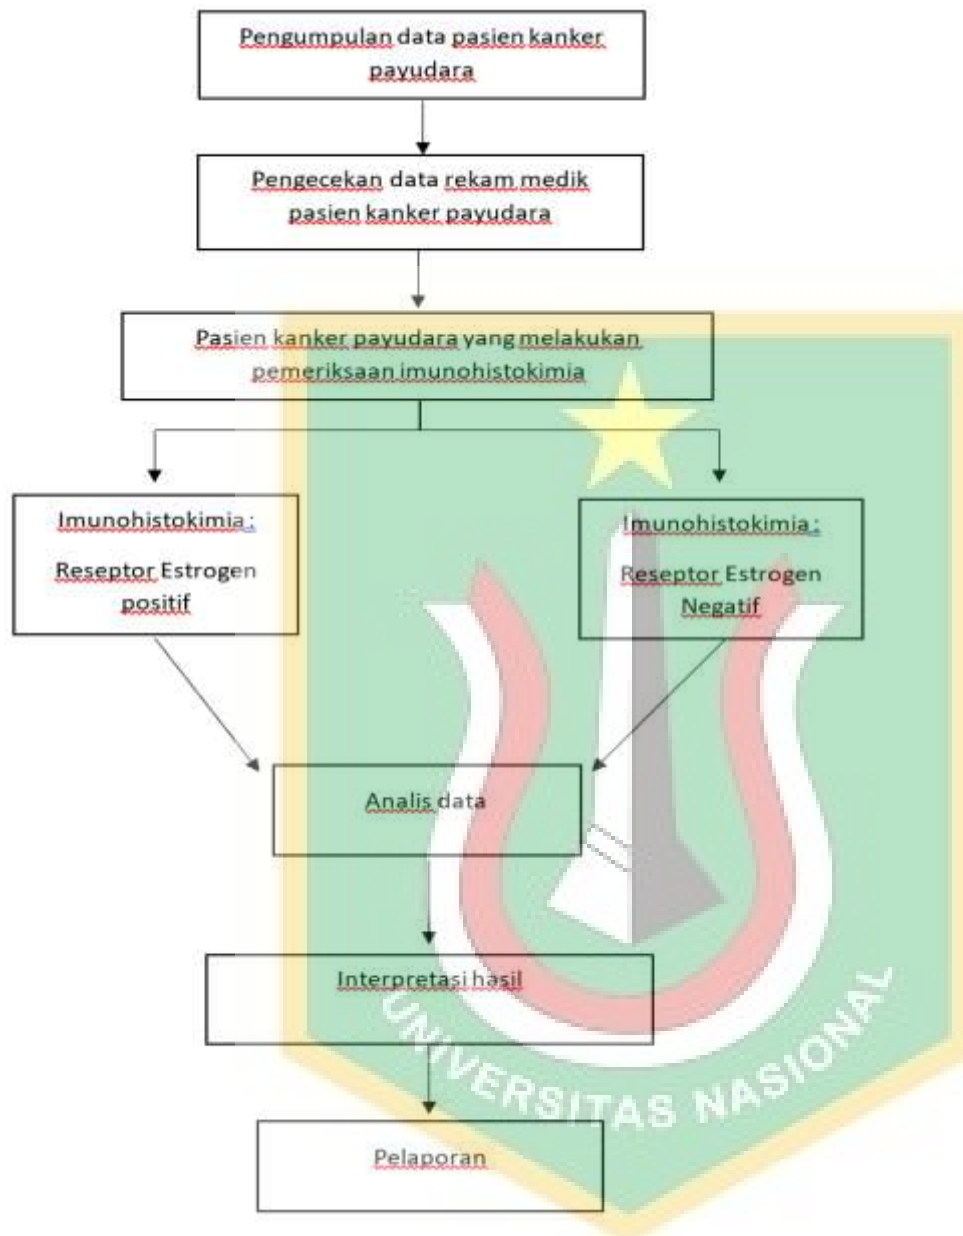 Pengumpulan data pasien kanker
payudara
Pengecekan data rekam medik
pasien kanker payudara
Pasien kanker payudara yang melakukan
pemeriksaan imunohistokimia
Imunohistokimia :
Reseptor Estrogen
positif
Imunohistokimia :
Reseptor Estrogen
Negatif
Analis data
Interpretasi hasil
Pelaporan
UNIVERSITAS NASIONAL